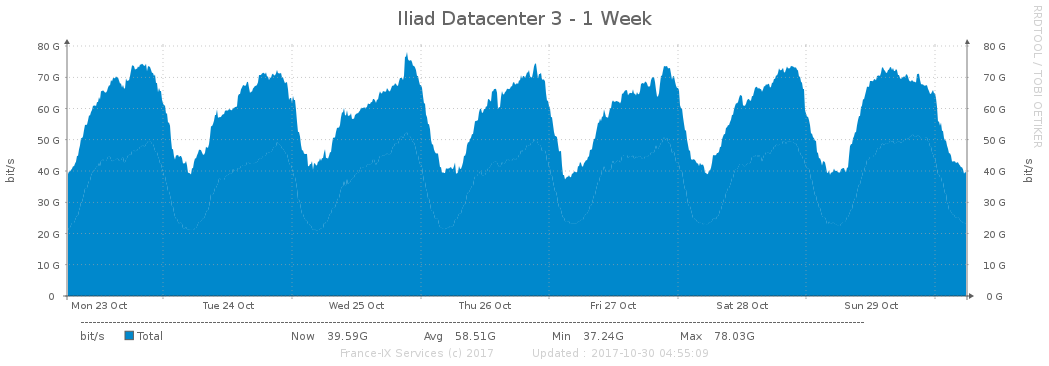 Iliad Datacenter 3 - 1 Week
RRDTOOL / TOBI OETIKER
80 G 80 G
70 G 70 G
60 G 60 G
50 G 50 G
40 G 40 G
30 G 30 G
20 G 20 G
10 G 10 G
0 0 G
bit/s bit/s
Mon 23 Oct Tue 24 Oct Wed 25 Oct Thu 26 Oct Fri 27 Oct Sat 28 Oct Sun 29 Oct
bit/s Total Now 39.59G Avg 58.51G Min 37.24G Max 78.03G
France-IX Services (c) 2017 Updated : 2017-10-30 04:55:09